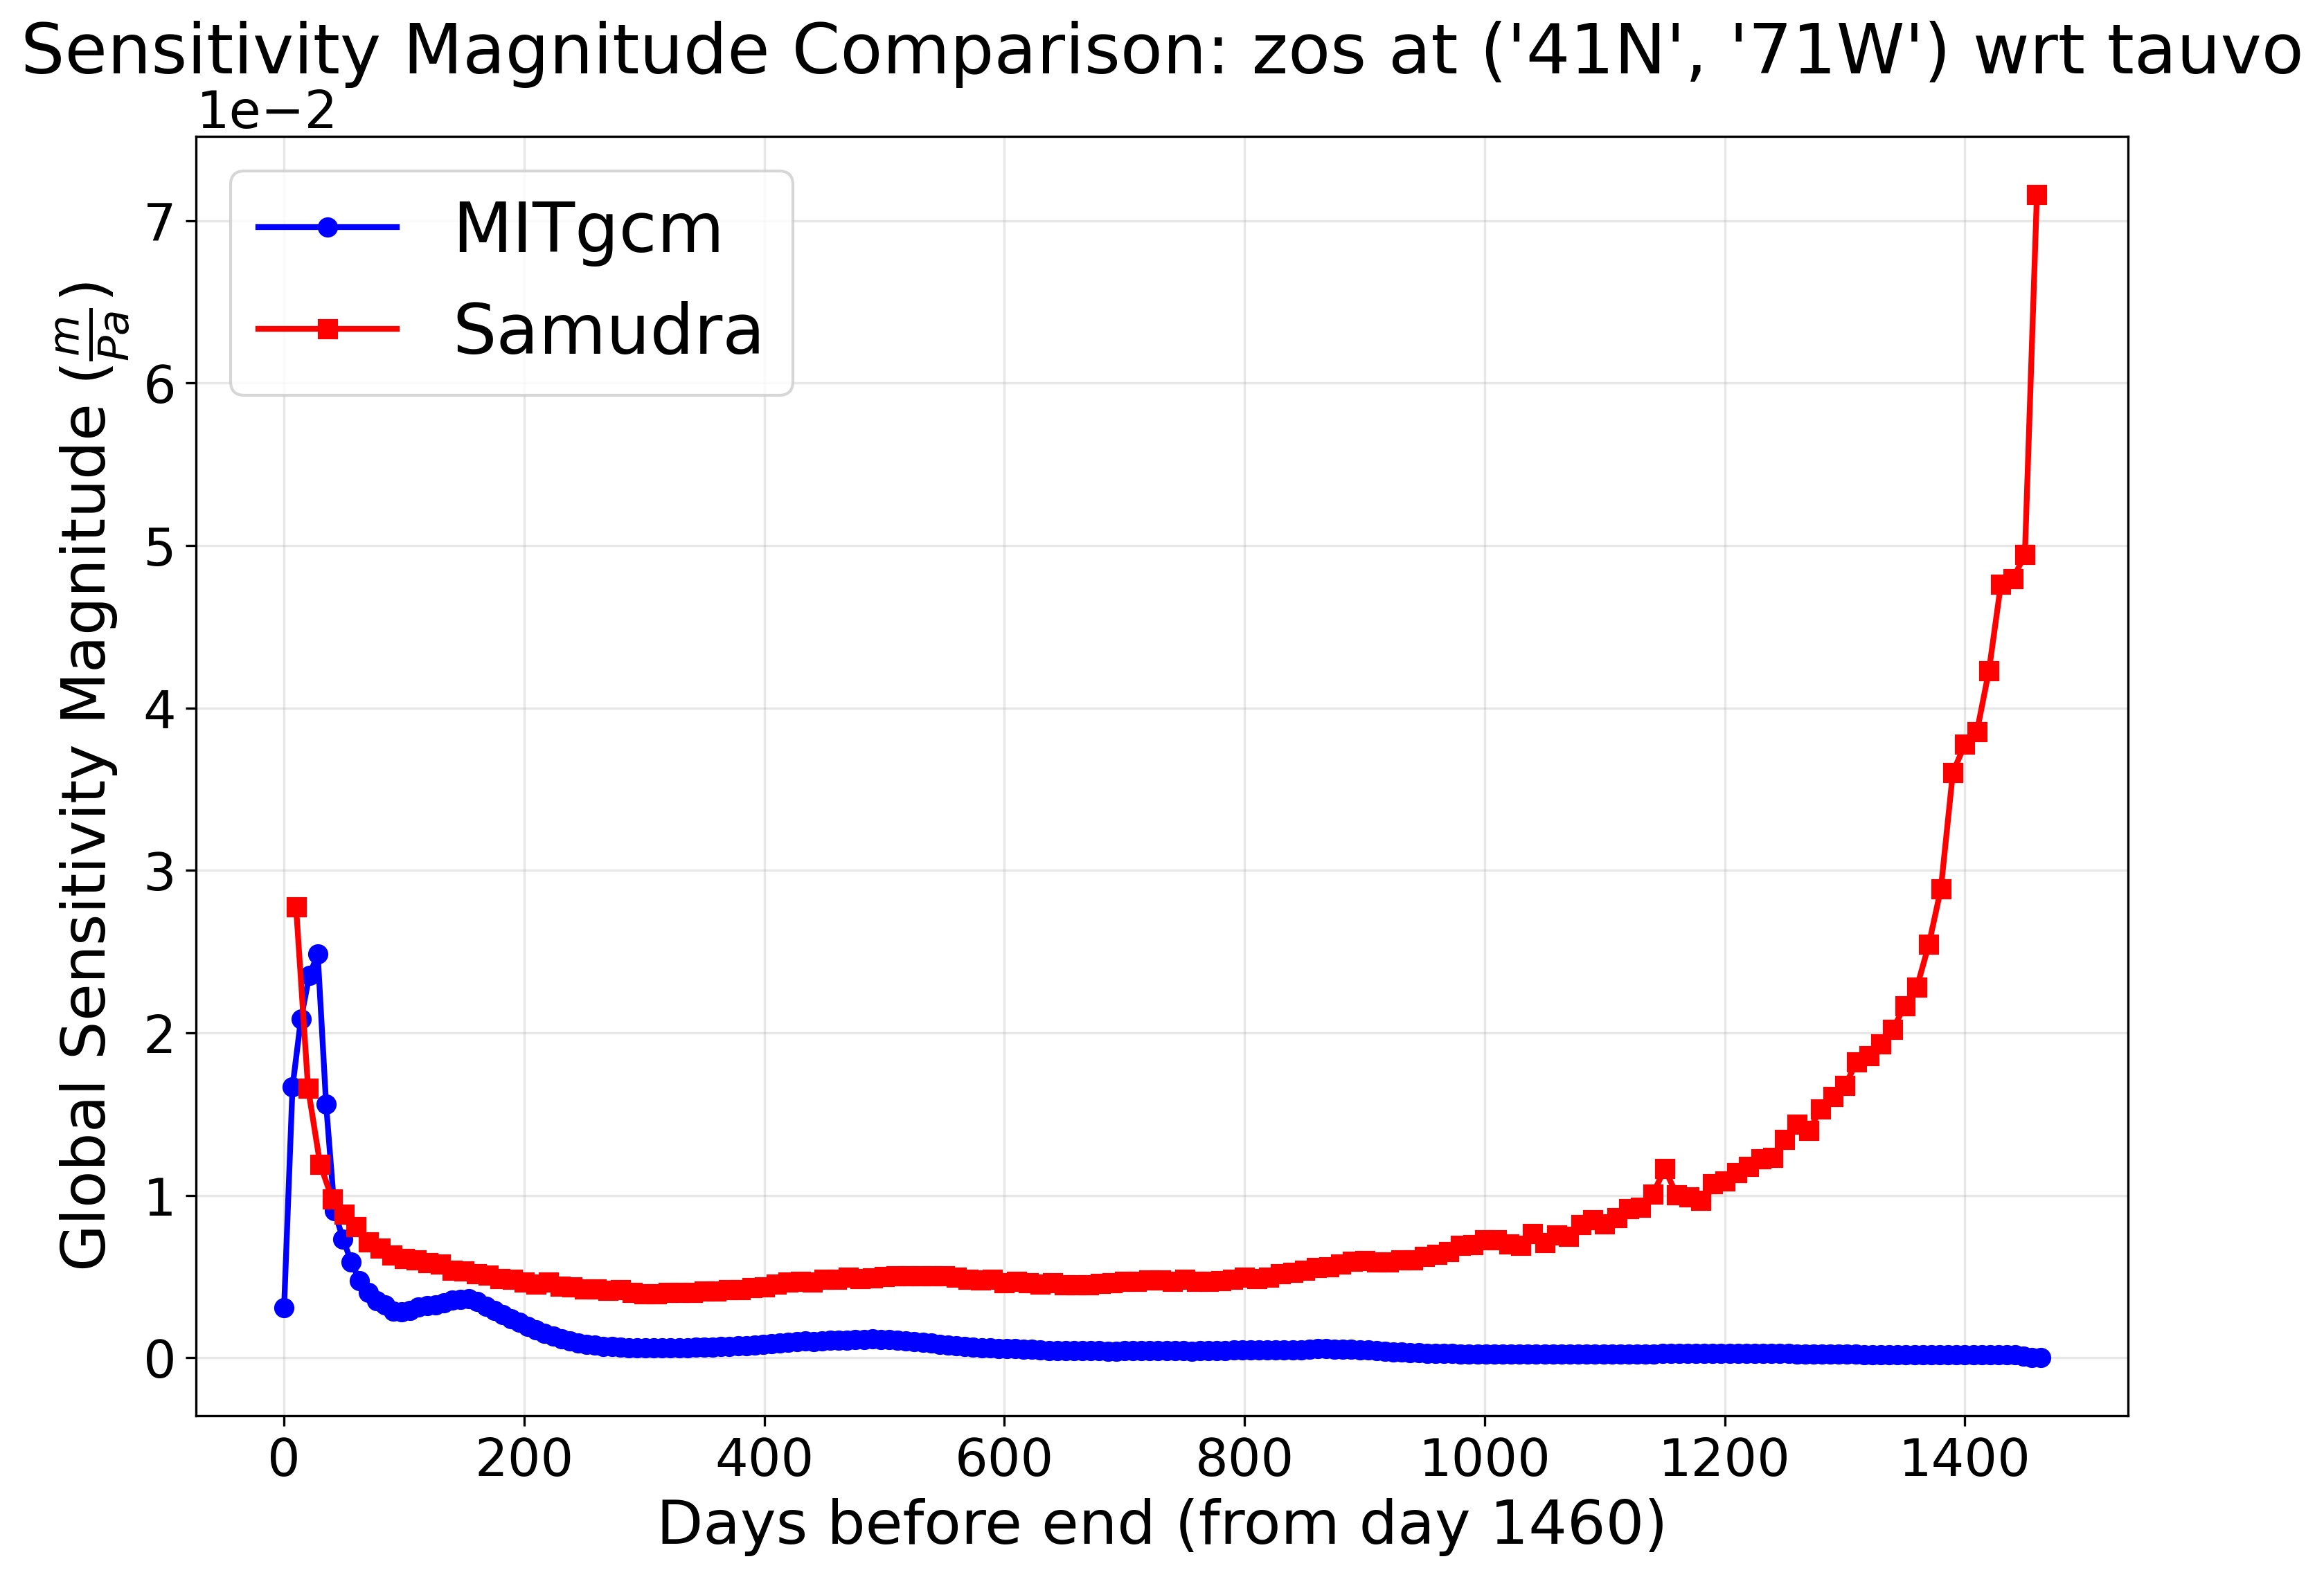 Sensitivity Magnitude Comparison: zos at ('41N', '71W') wrt tauvo
1e−2
MITgcm
Samudra
Global Sensitivity Magnitude (m/Pa)
7
6
5
4
3
2
1
0
0 200 400 600 800 1000 1200 1400
Days before end (from day 1460)